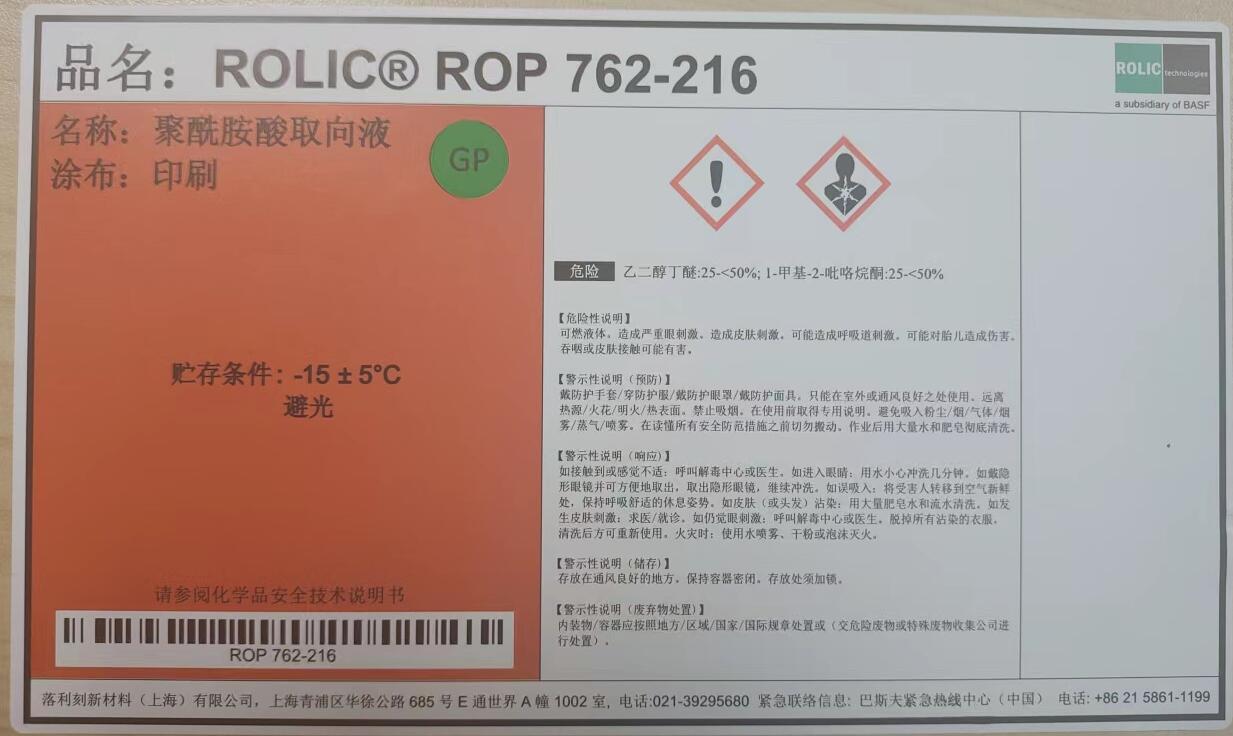 品名：ROLIC® ROP 762-216
ROLIC technologies
a subsidiary of BASF
名称：聚酰胺酸取向液
涂布：印刷
GP
贮存条件：-15 ± 5°C
避光
请参阅化学品安全技术说明书
ROP 762-216
危险 乙二醇丁醚:25-<50%; 1-甲基-2-吡咯烷酮:25-<50%
【危险性说明】
可燃液体。造成严重眼刺激。造成皮肤刺激。可能造成呼吸道刺激。可能对胎儿造成伤害。
吞咽或皮肤接触可能有害。
【警示性说明（预防）】
戴防护手套/穿防护服/戴防护眼罩/戴防护面具。只能在室外或通风良好之处使用。远离
热源/火花/明火/热表面。禁止吸烟。在使用前取得专用说明。避免吸入粉尘/烟/气体/烟
雾/蒸气/喷雾。在读懂所有安全防范措施之前切勿搬动。作业后用大量水和肥皂彻底清洗。
【警示性说明（响应）】
如接触到或感觉不适：呼叫解毒中心或医生。如进入眼睛：用水小心冲洗几分钟。如戴隐
形眼镜并可方便地取出，取出隐形眼镜，继续冲洗。如误吸入：将受害人转移到空气新鲜
处，保持呼吸舒适的休息姿势。如皮肤（或头发）沾染：用大量肥皂水和流水清洗。如发
生皮肤刺激：求医/就诊。如仍觉眼刺激：呼叫解毒中心或医生。脱掉所有沾染的衣服，
清洗后方可重新使用。火灾时：使用水喷雾、干粉或泡沫灭火。
【警示性说明（储存）】
存放在通风良好的地方。保持容器密闭。存放处须加锁。
【警示性说明（废弃物处置）】
内装物/容器应按照地方/区域/国家/国际规章处置或（交危险废物或特殊废物收集公司进
行处置）。
落利刻新材料（上海）有限公司，上海青浦区华徐公路 685 号 E 通世界 A 幢 1002 室, 电话:021-39295680 紧急联络信息: 巴斯夫紧急热线中心（中国） 电话: +86 21 5861-1199